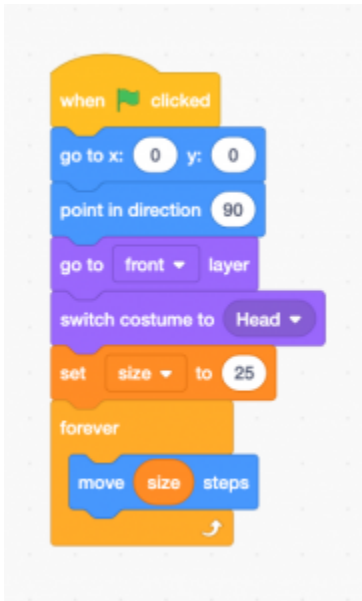 when clicked
go to x: 0 y: 0
point in direction 90
go to front layer
switch costume to Head
set size to 25
forever
move size steps